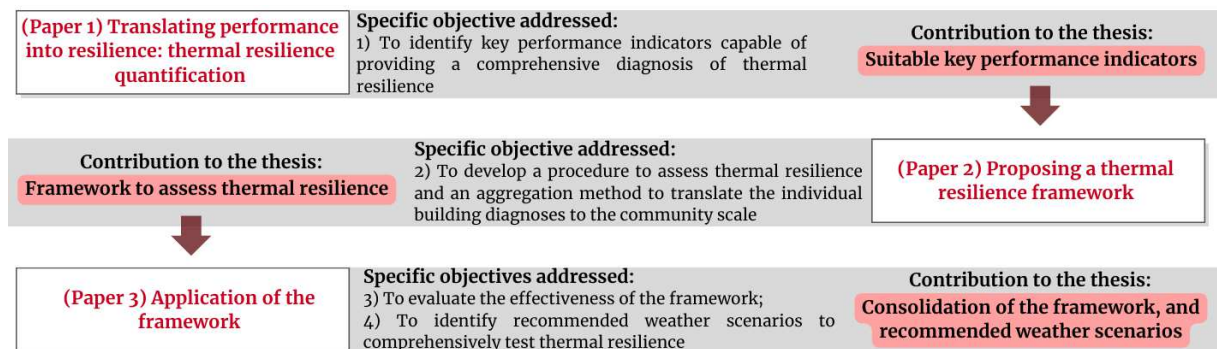 (Paper 1) Translating performance
into resilience: thermal resilience
quantification
Specific objective addressed:
1) To identify key performance indicators capable of
providing a comprehensive diagnosis of thermal
resilience
Contribution to the thesis:
Suitable key performance indicators
Contribution to the thesis:
Framework to assess thermal resilience
Specific objective addressed:
2) To develop a procedure to assess thermal resilience
and an aggregation method to translate the individual
building diagnoses to the community scale
(Paper 2) Proposing a thermal
resilience framework
(Paper 3) Application of the
framework
Specific objectives addressed:
3) To evaluate the effectiveness of the framework;
4) To identify recommended weather scenarios to
comprehensively test thermal resilience
Contribution to the thesis:
Consolidation of the framework, and
recommended weather scenarios